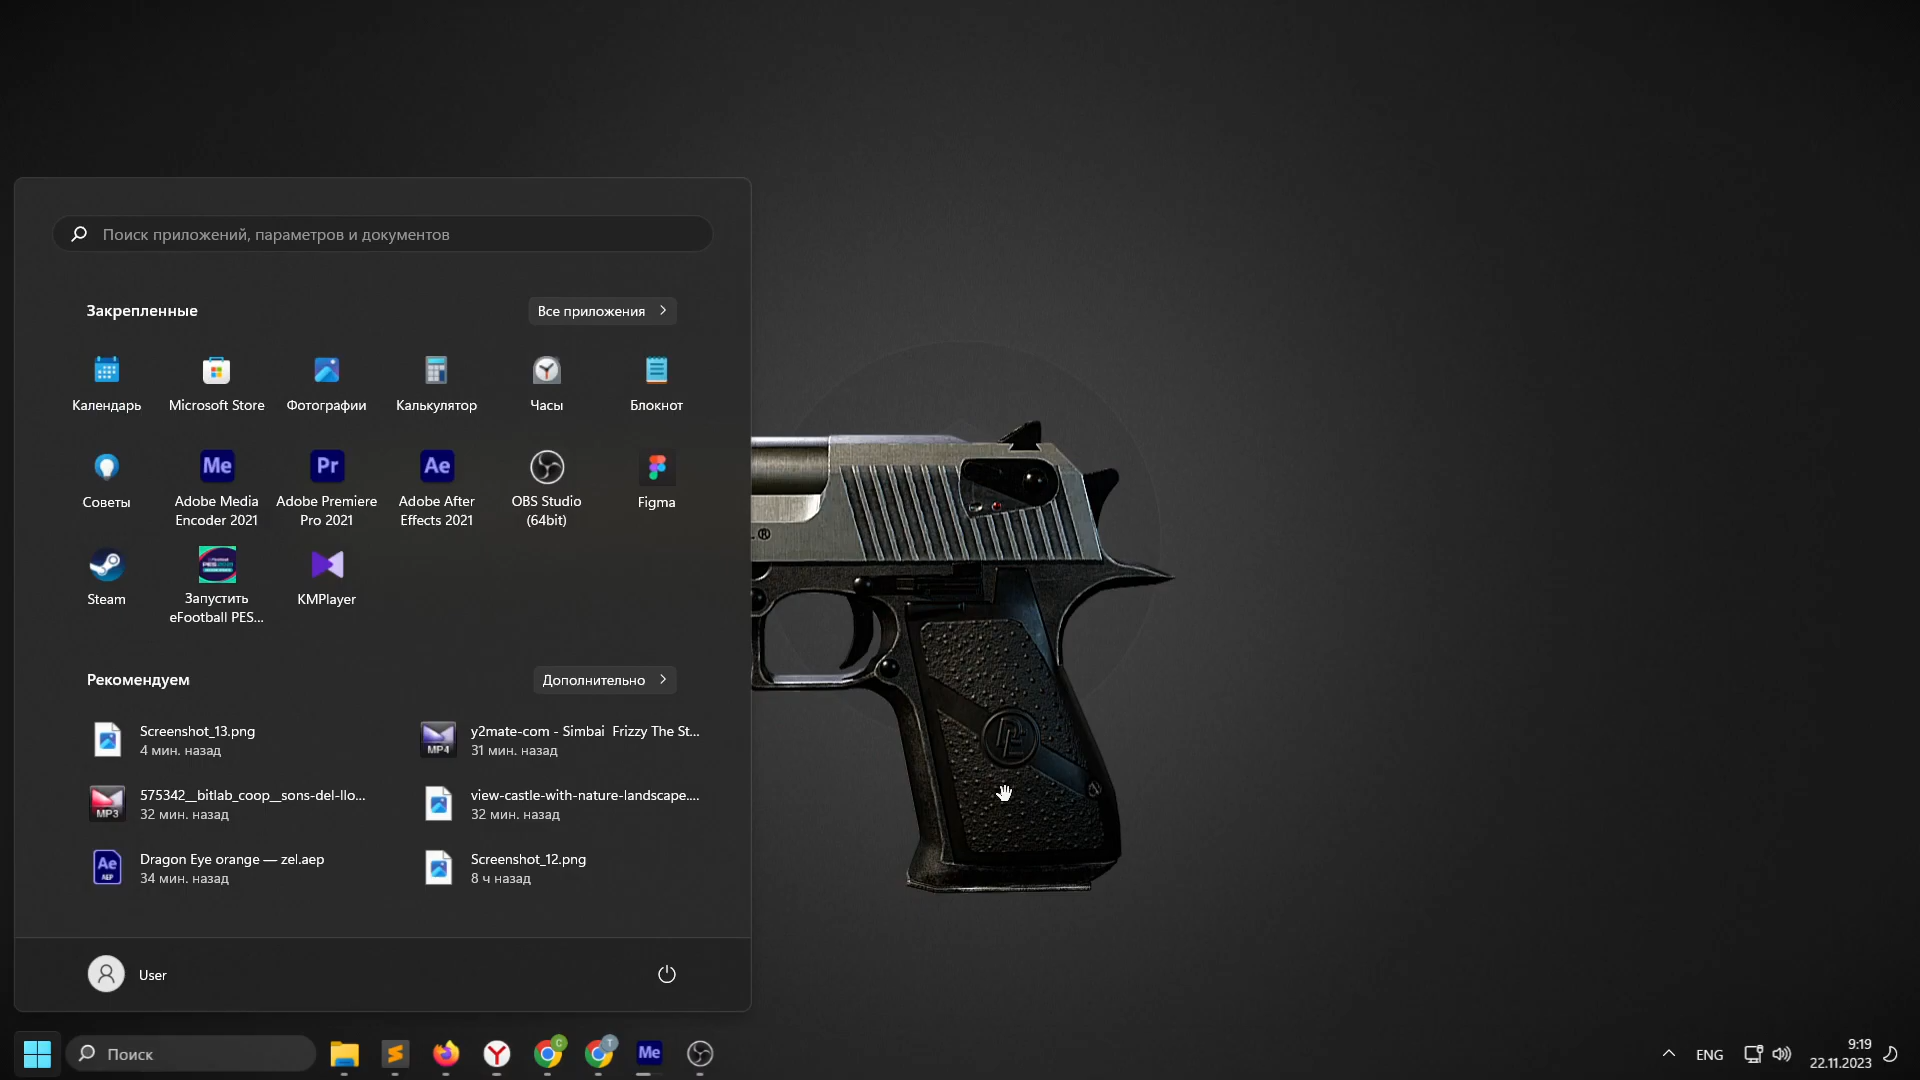 Поиск приложений, параметров и документов
Закрепленные
Все приложения
Календарь
Microsoft Store
Фотографии
Калькулятор
Часы
Блокнот
Советы
Me
Adobe Media
Encoder 2021
Pr
Adobe Premiere
Pro 2021
Ae
Adobe After
Effects 2021
OBS Studio
(64bit)
Figma
Steam
Запустить
eFootball PES...
KMPlayer
Рекомендуем
Дополнительно
Screenshot_13.png
4 мин. назад
MP4
y2mate-com - Simbai Frizzy The St...
31 мин. назад
MP3
575342__bitlab_coop__sons-del-llo...
32 мин. назад
view-castle-with-nature-landscape....
32 мин. назад
Ae
AEP
Dragon Eye orange — zel.aep
34 мин. назад
Screenshot_12.png
8 ч назад
User
Поиск
C
T
Me
ENG
9:19
22.11.2023